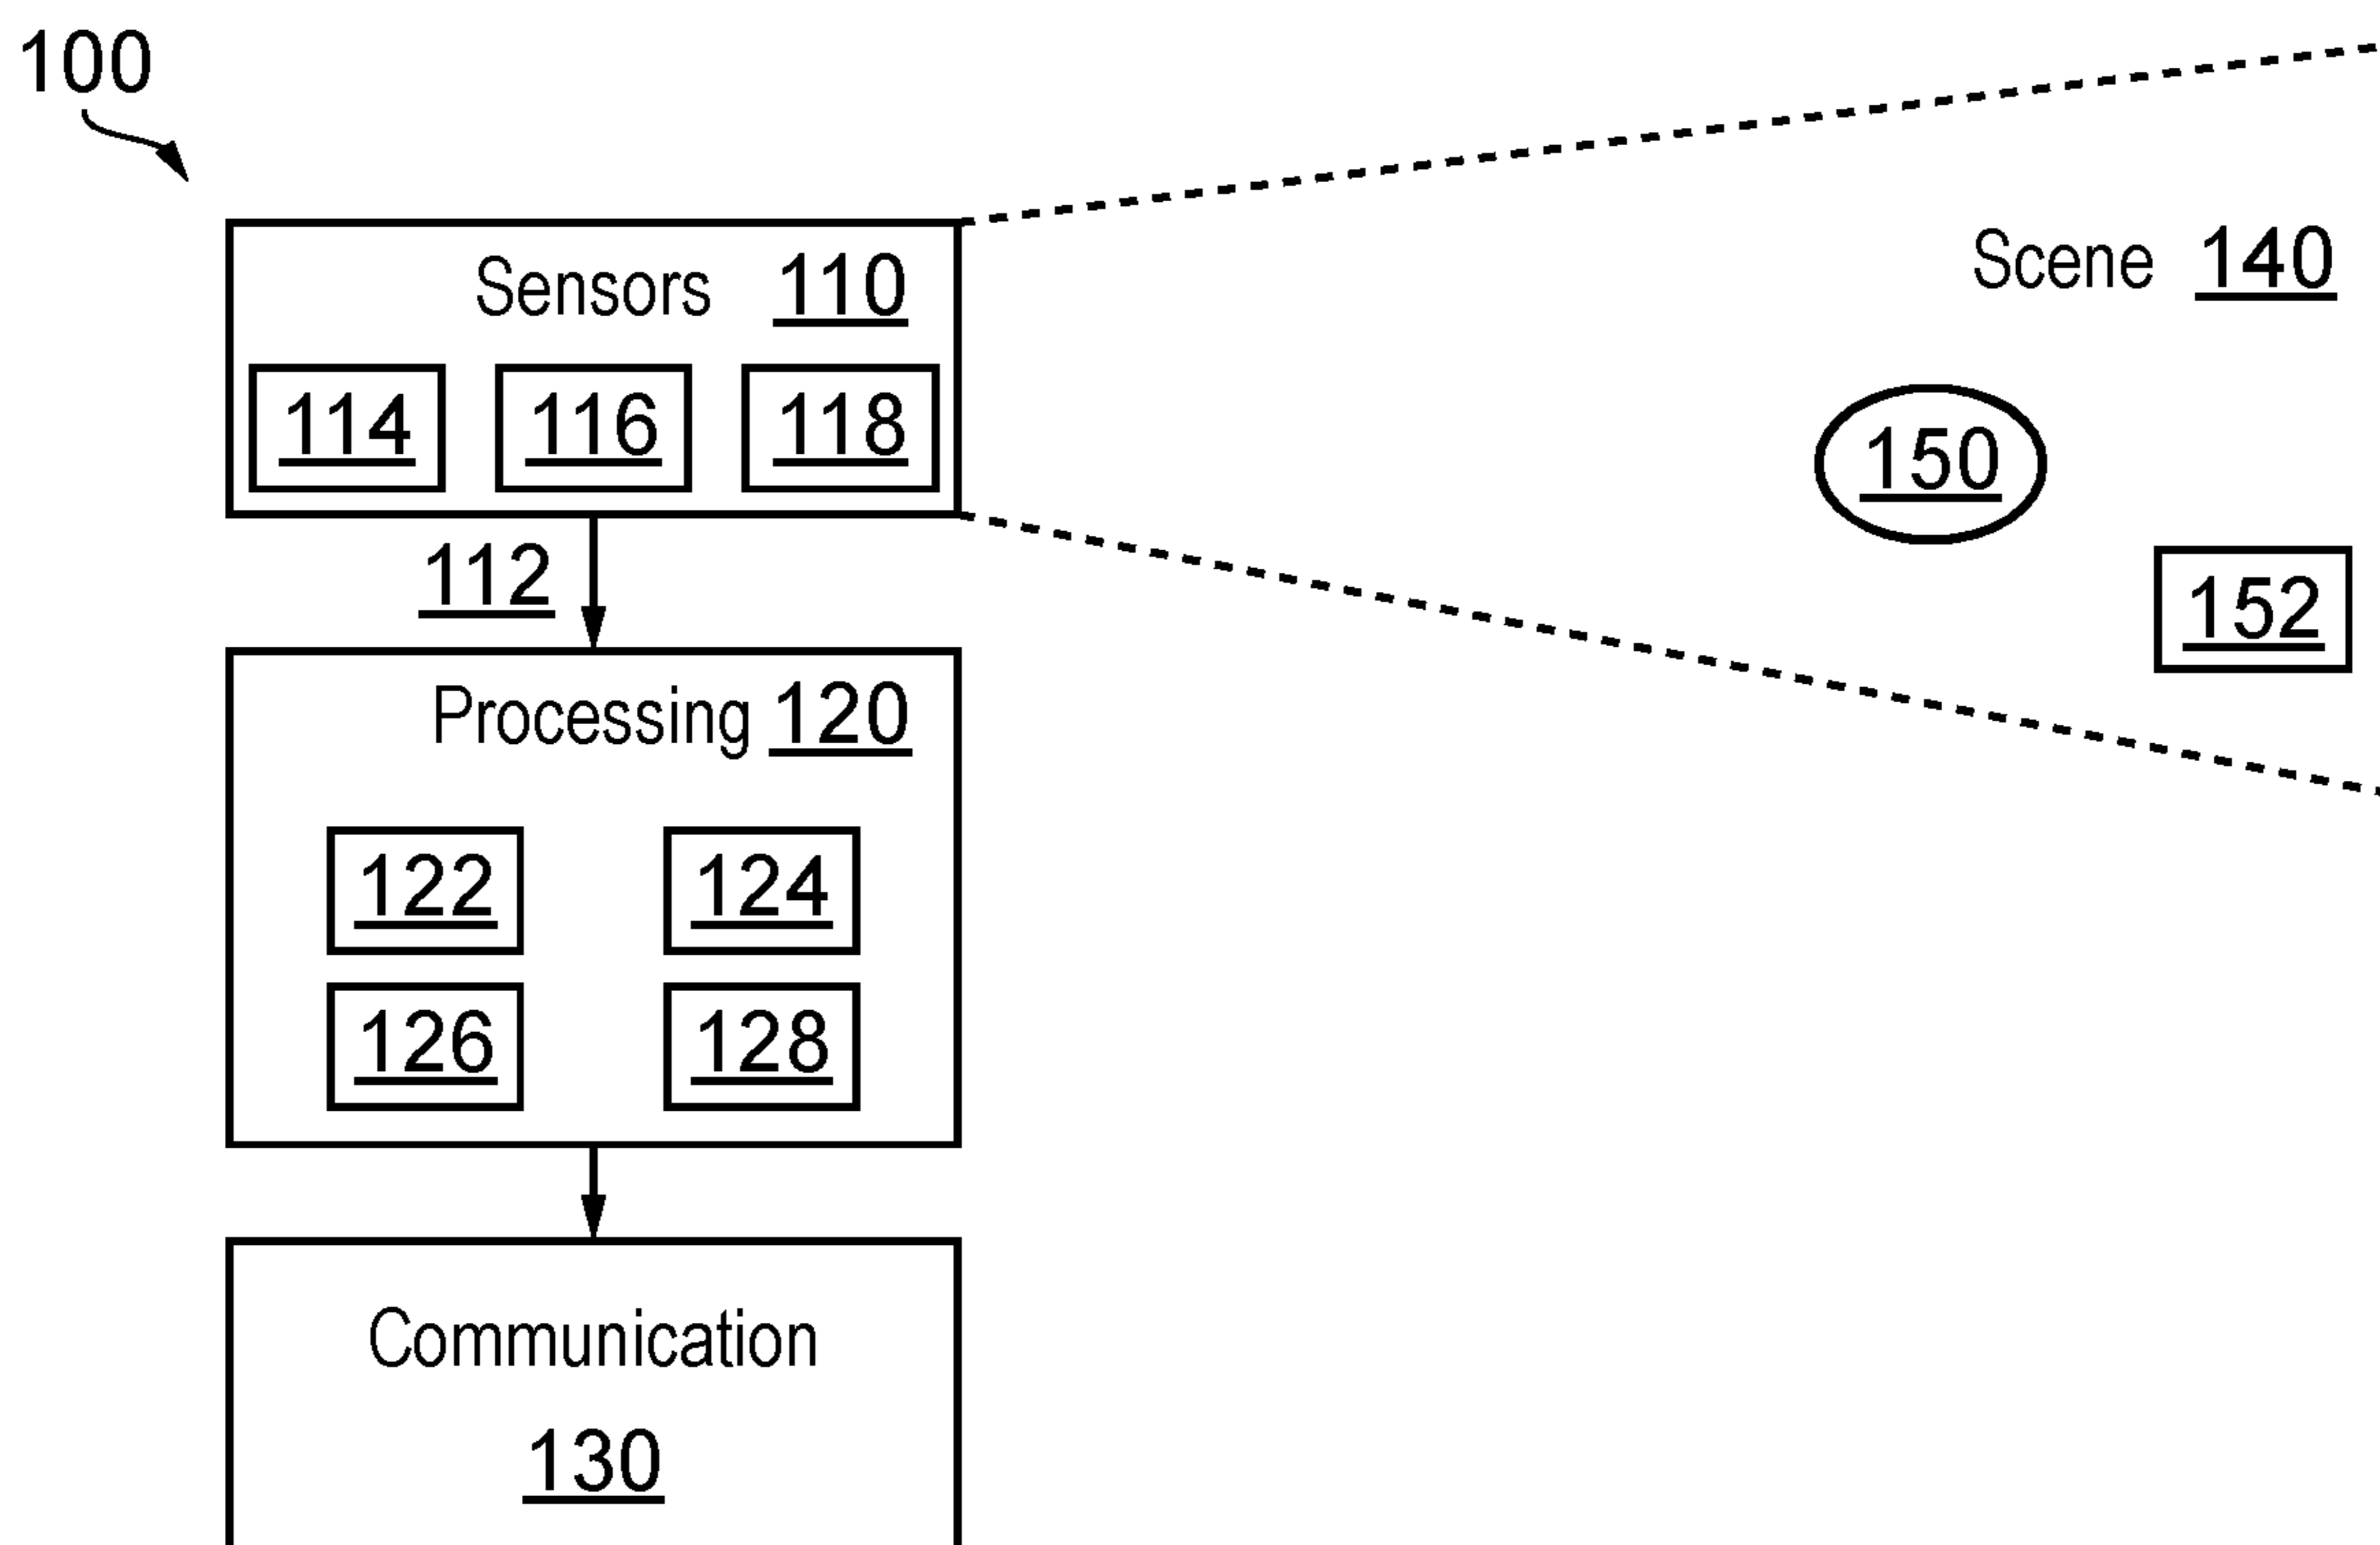 100
Sensors 110
114 116 118
112
Processing 120
122 124
126 128
Communication
130
Scene 140
150
152